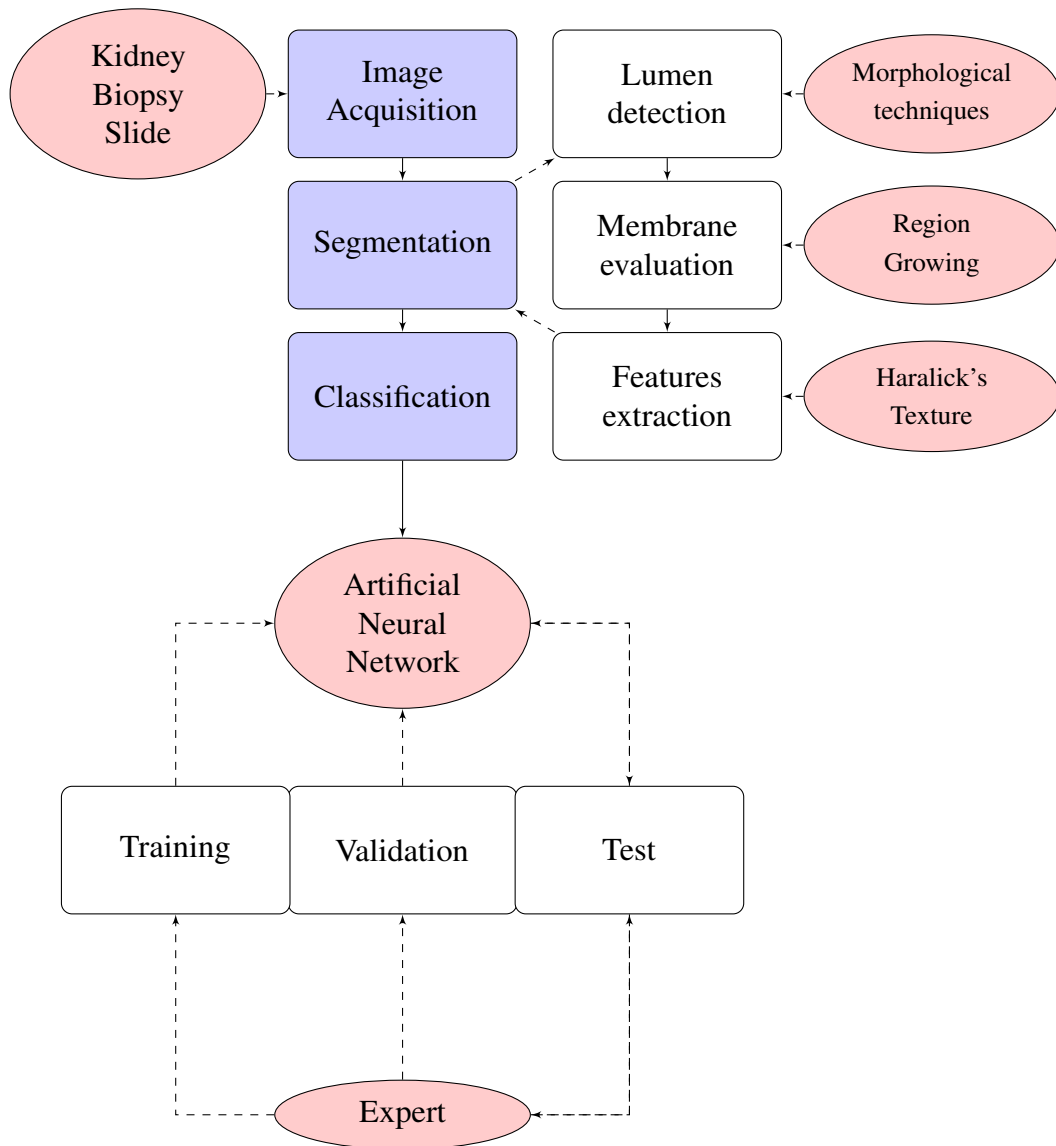 Kidney
Biopsy
Slide
Image
Acquisition
Lumen
detection
Morphological
techniques
Segmentation
Membrane
evaluation
Region
Growing
Classification
Features
extraction
Haralick's
Texture
Artificial
Neural
Network
Training
Validation
Test
Expert